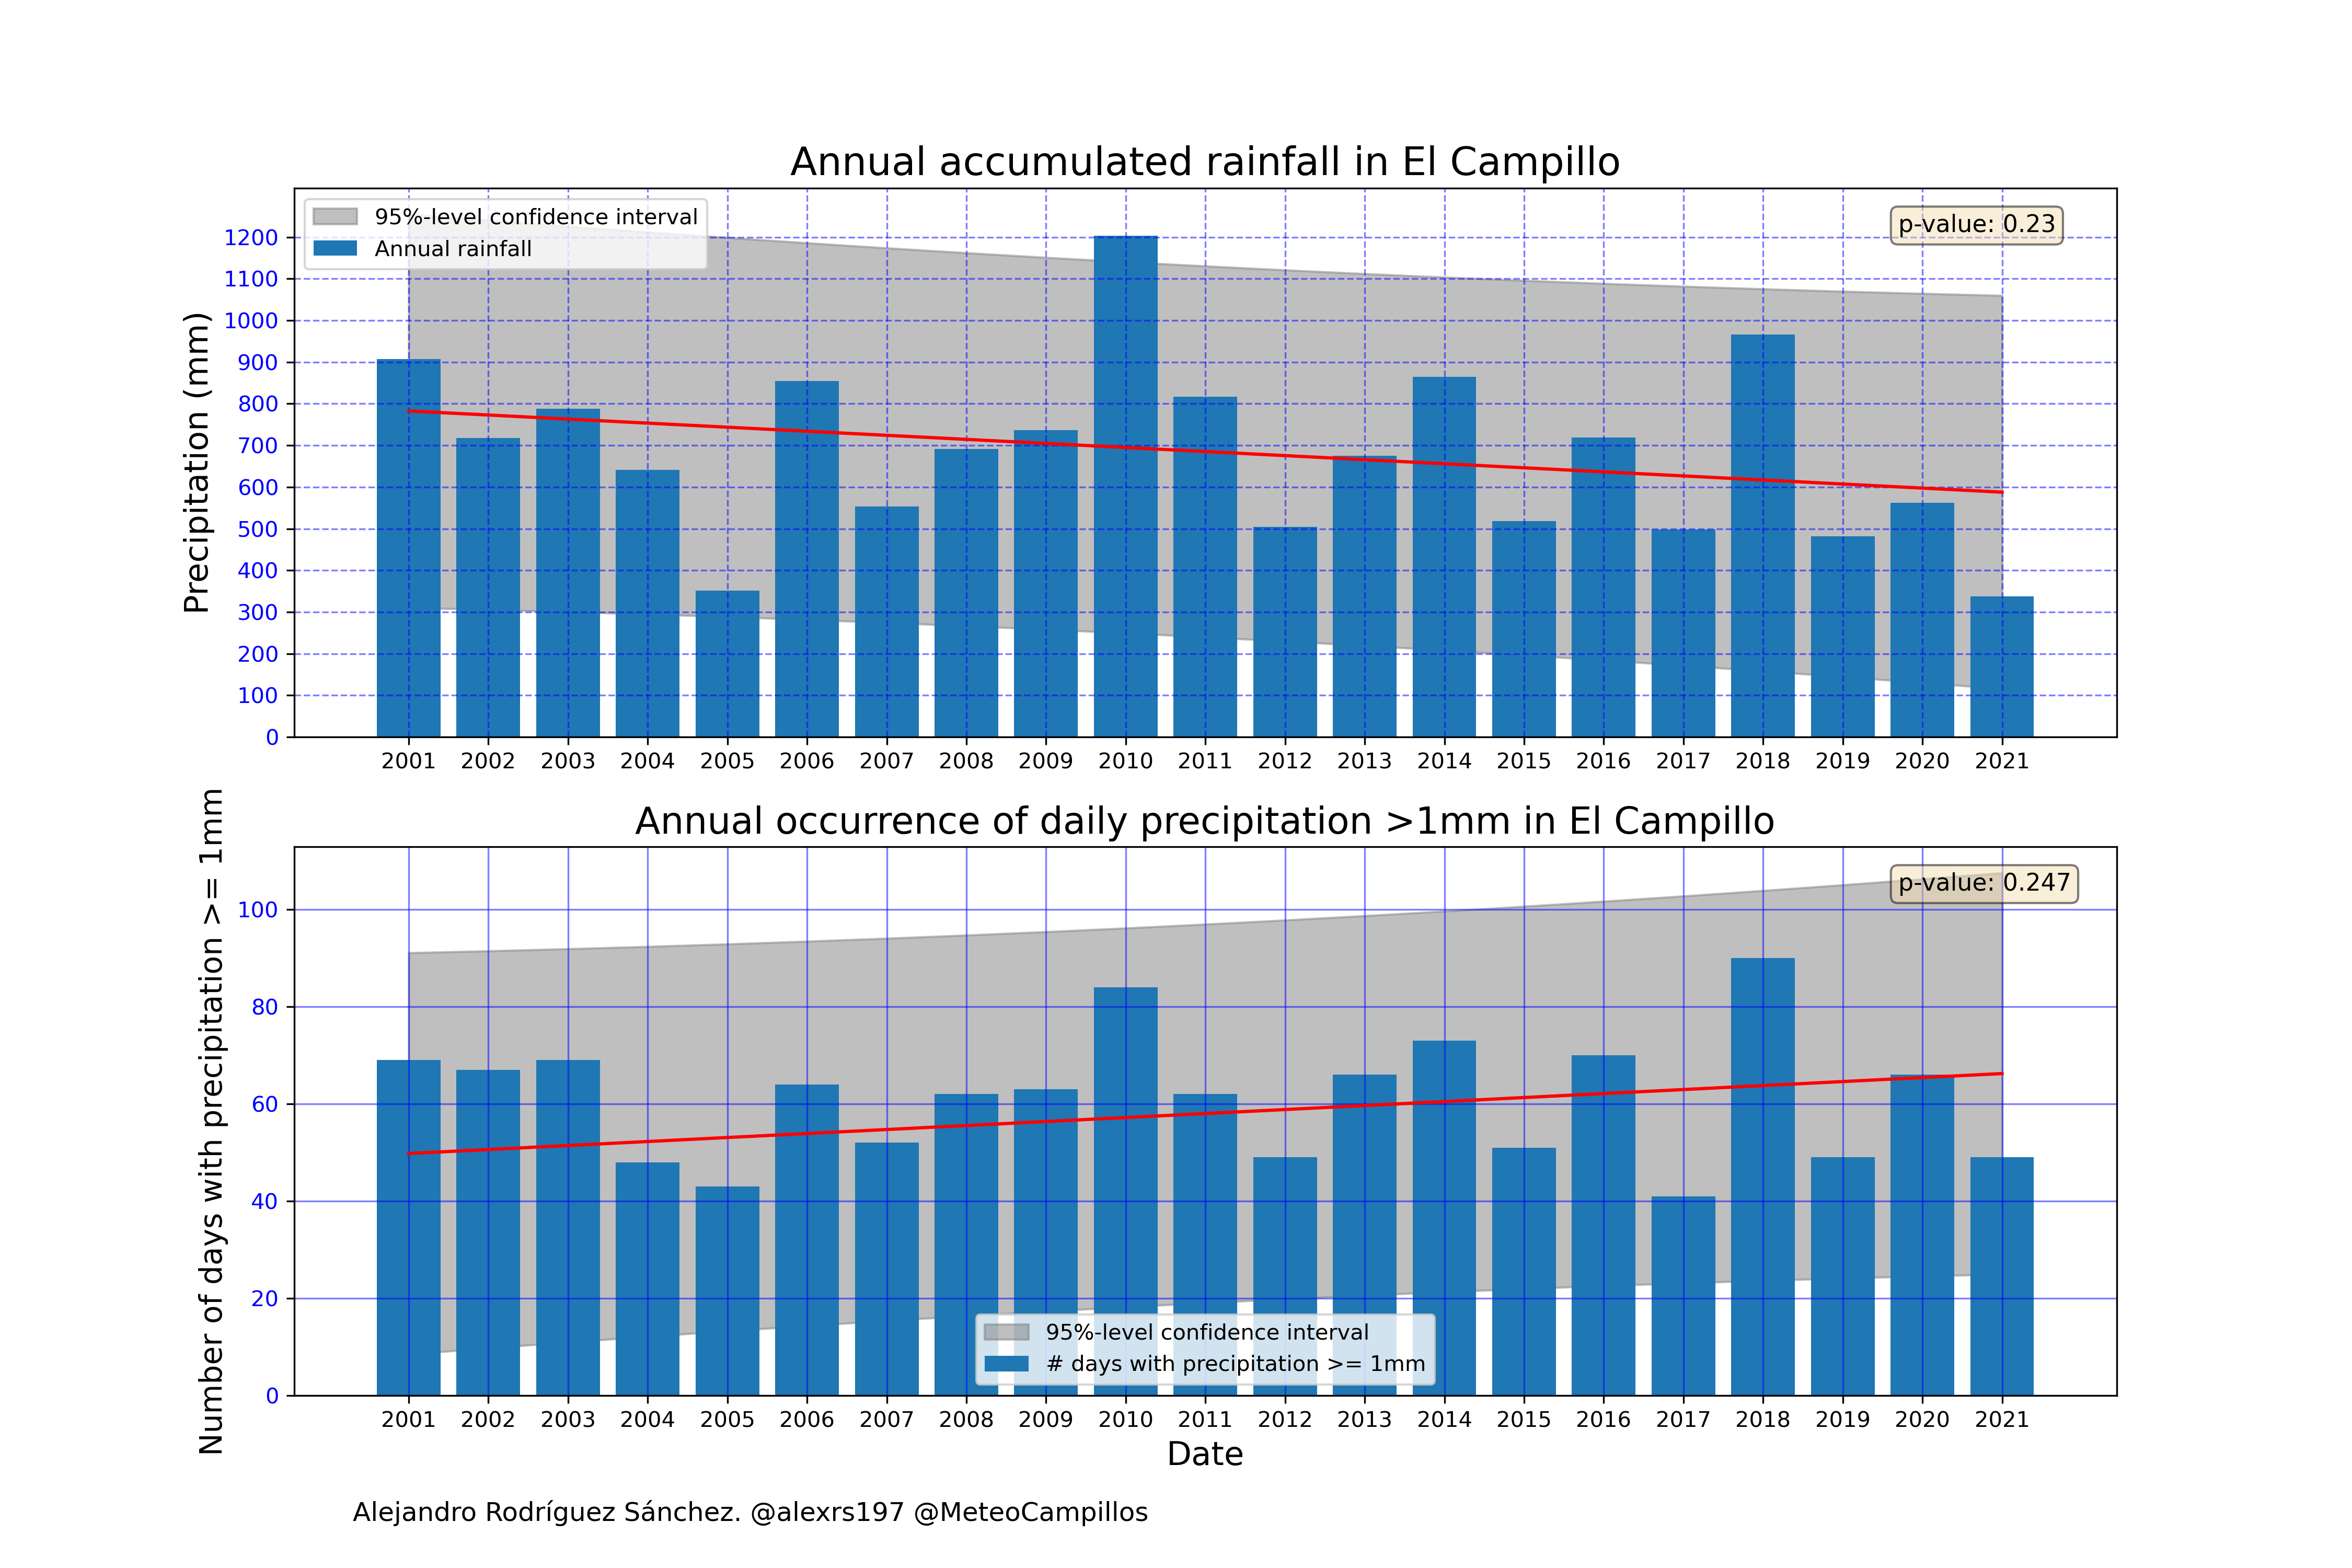 Annual accumulated rainfall in El Campillo
95%-level confidence interval
Annual rainfall
p-value: 0.23
Precipitation (mm)
1200
1100
1000
900
800
700
600
500
400
300
200
100
0
2001 2002 2003 2004 2005 2006 2007 2008 2009 2010 2011 2012 2013 2014 2015 2016 2017 2018 2019 2020 2021
Annual occurrence of daily precipitation >1mm in El Campillo
p-value: 0.247
Number of days with precipitation >= 1mm
100
80
60
40
20
0
95%-level confidence interval
# days with precipitation >= 1mm
2001 2002 2003 2004 2005 2006 2007 2008 2009 2010 2011 2012 2013 2014 2015 2016 2017 2018 2019 2020 2021
Date
Alejandro Rodríguez Sánchez. @alexrs197 @MeteoCampillos